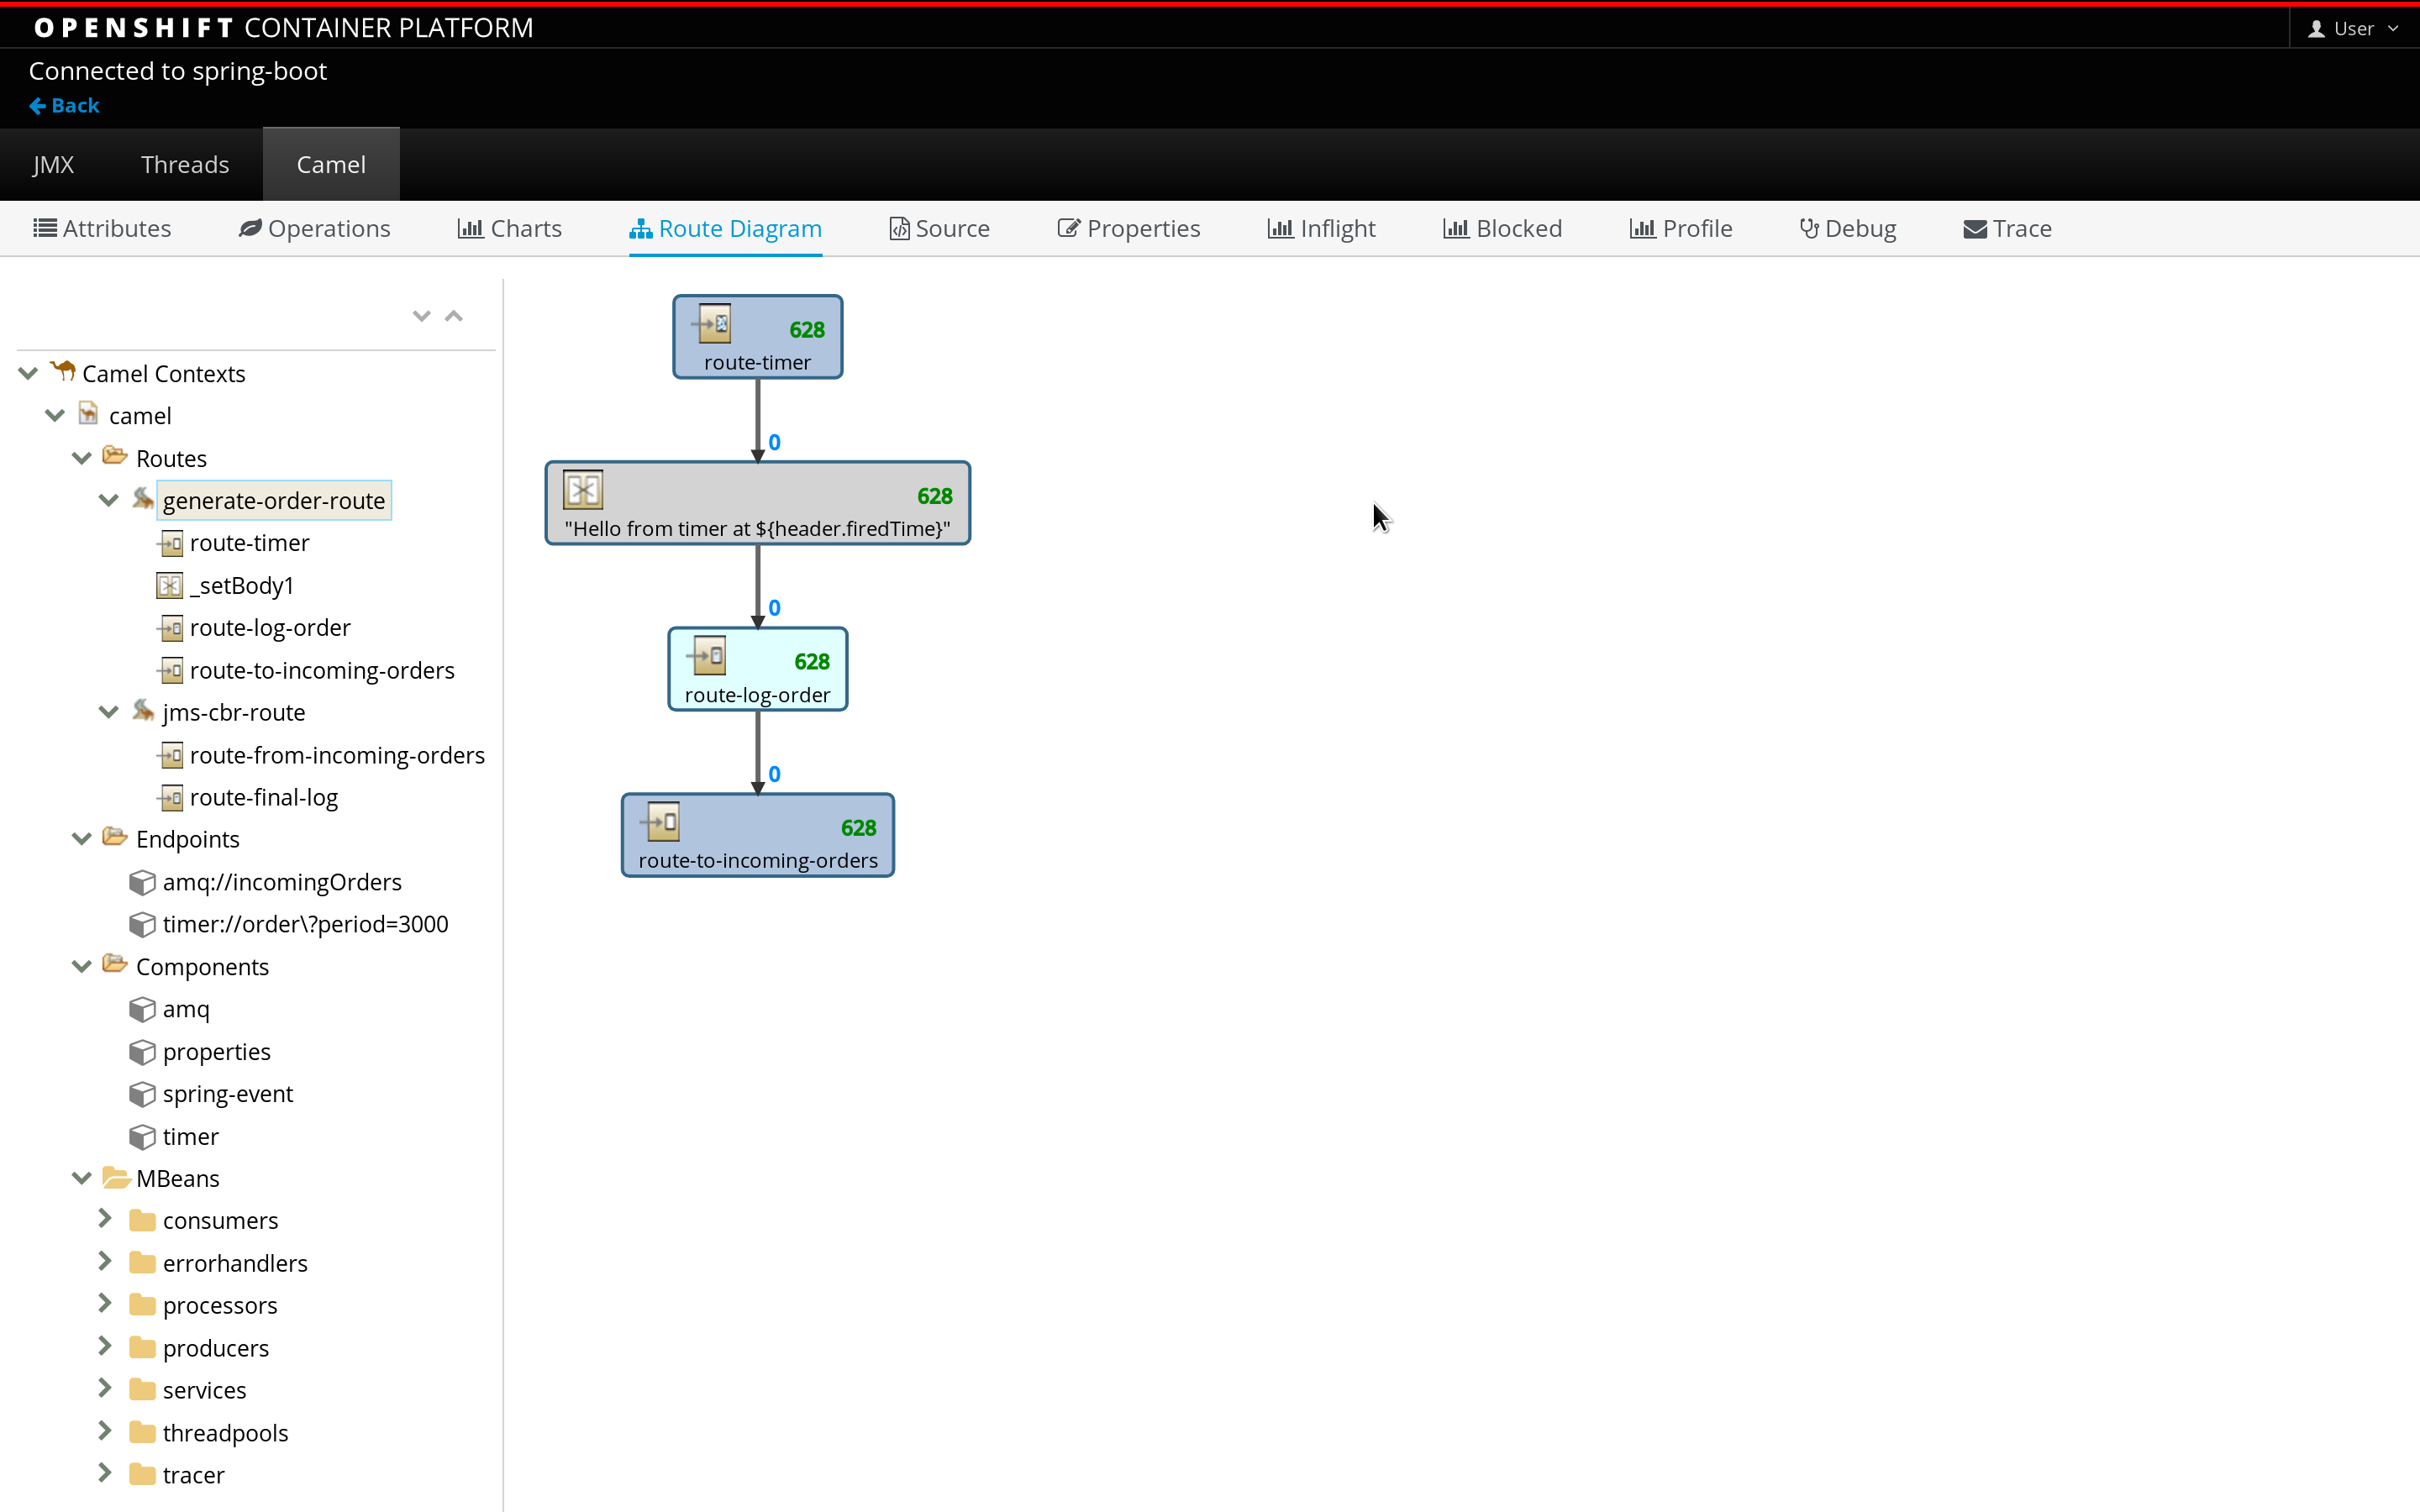 OPENSHIFT CONTAINER PLATFORM
User
Connected to spring-boot
Back
JMX Threads Camel
Attributes Operations Charts Route Diagram Source Properties Inflight Blocked Profile Debug Trace
Camel Contexts
camel
Routes
generate-order-route
route-timer
_setBody1
route-log-order
route-to-incoming-orders
jms-cbr-route
route-from-incoming-orders
route-final-log
Endpoints
amq://incomingOrders
timer://order\?period=3000
Components
amq
properties
spring-event
timer
MBeans
consumers
errorhandlers
processors
producers
services
threadpools
tracer
628
route-timer
0
628
"Hello from timer at ${header.firedTime}"
0
628
route-log-order
0
628
route-to-incoming-orders